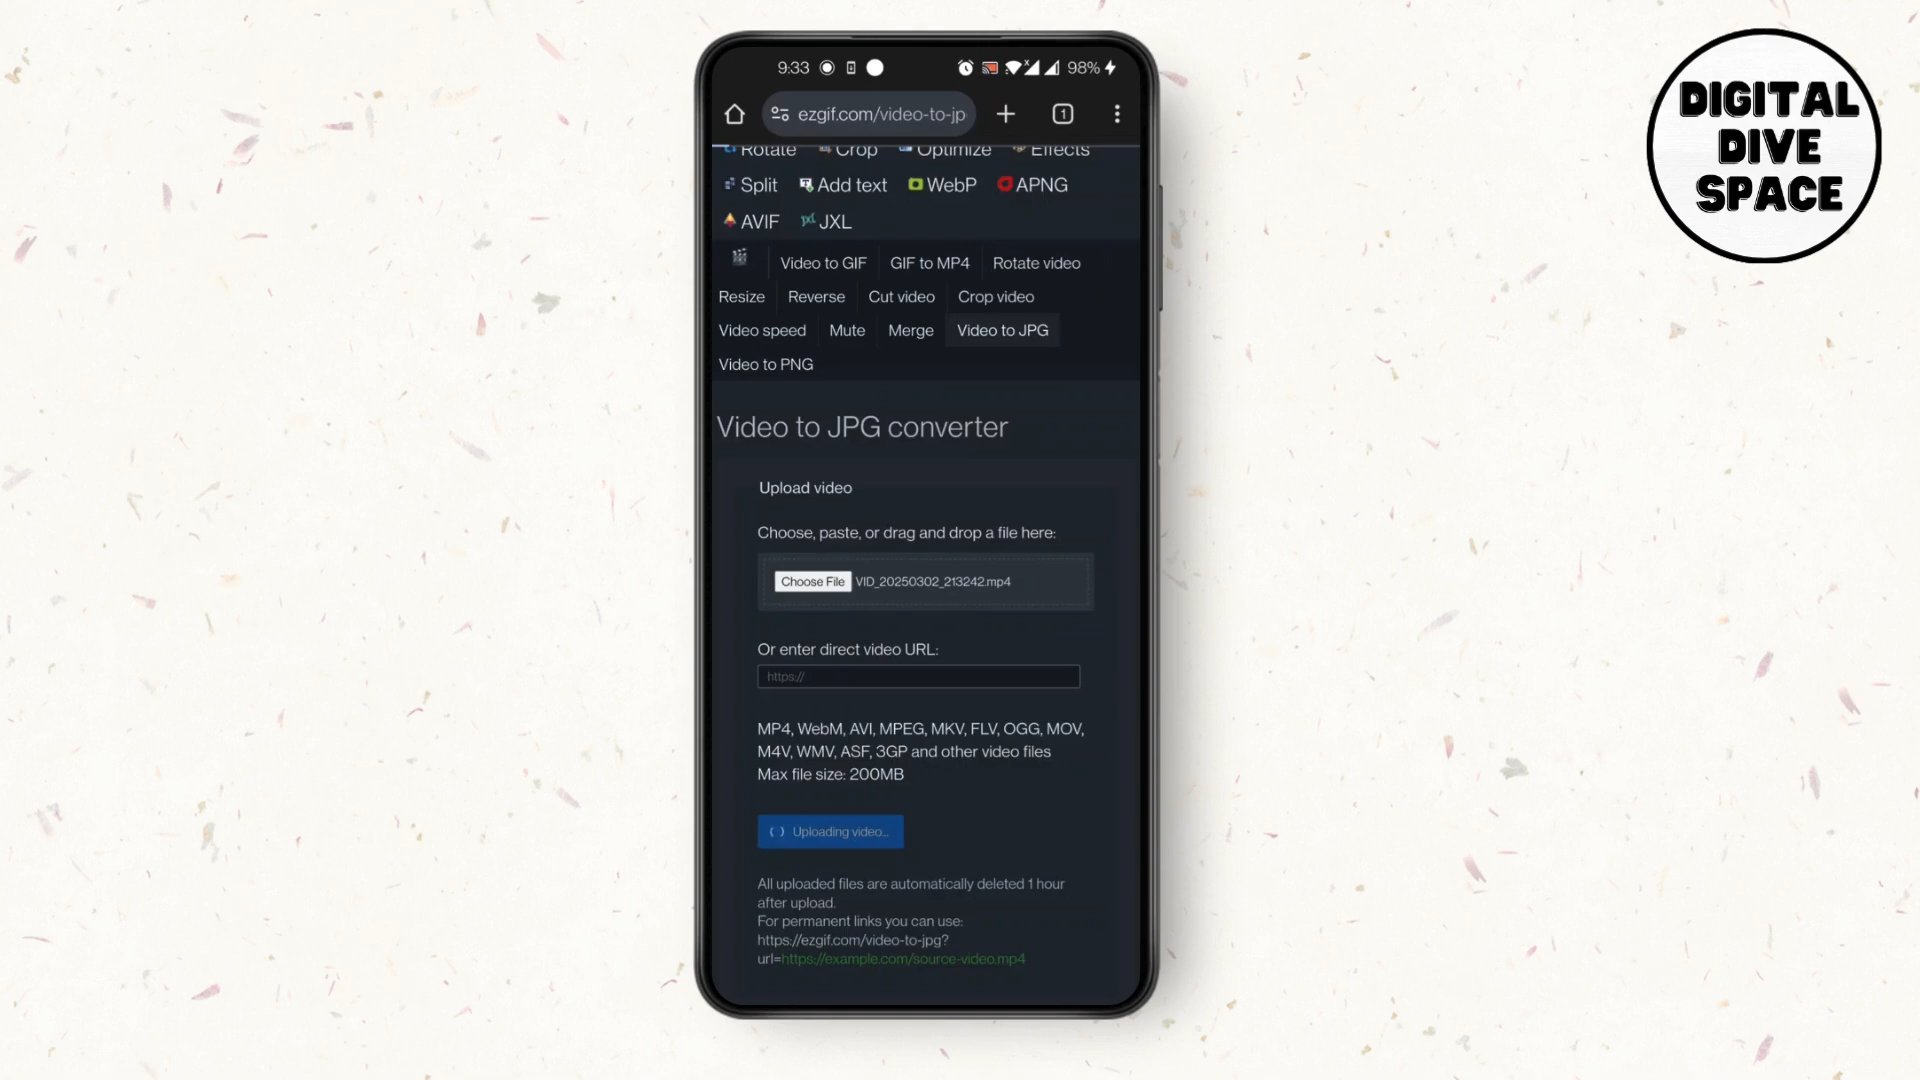 9:33
98%
ezgif.com/video-to-jp
1
Rotate Crop Optimize Effects
Split Add text WebP APNG
AVIF JXL
Video to GIF GIF to MP4 Rotate video
Resize Reverse Cut video Crop video
Video speed Mute Merge Video to JPG
Video to PNG
Video to JPG converter
Upload video
Choose, paste, or drag and drop a file here:
Choose File VID_20250302_213242.mp4
Or enter direct video URL:
https://
MP4, WebM, AVI, MPEG, MKV, FLV, OGG, MOV,
M4V, WMV, ASF, 3GP and other video files
Max file size: 200MB
Uploading video...
All uploaded files are automatically deleted 1 hour
after upload.
For permanent links you can use:
https://ezgif.com/video-to-jpg?
url=https://example.com/source-video.mp4
DIGITAL
DIVE
SPACE